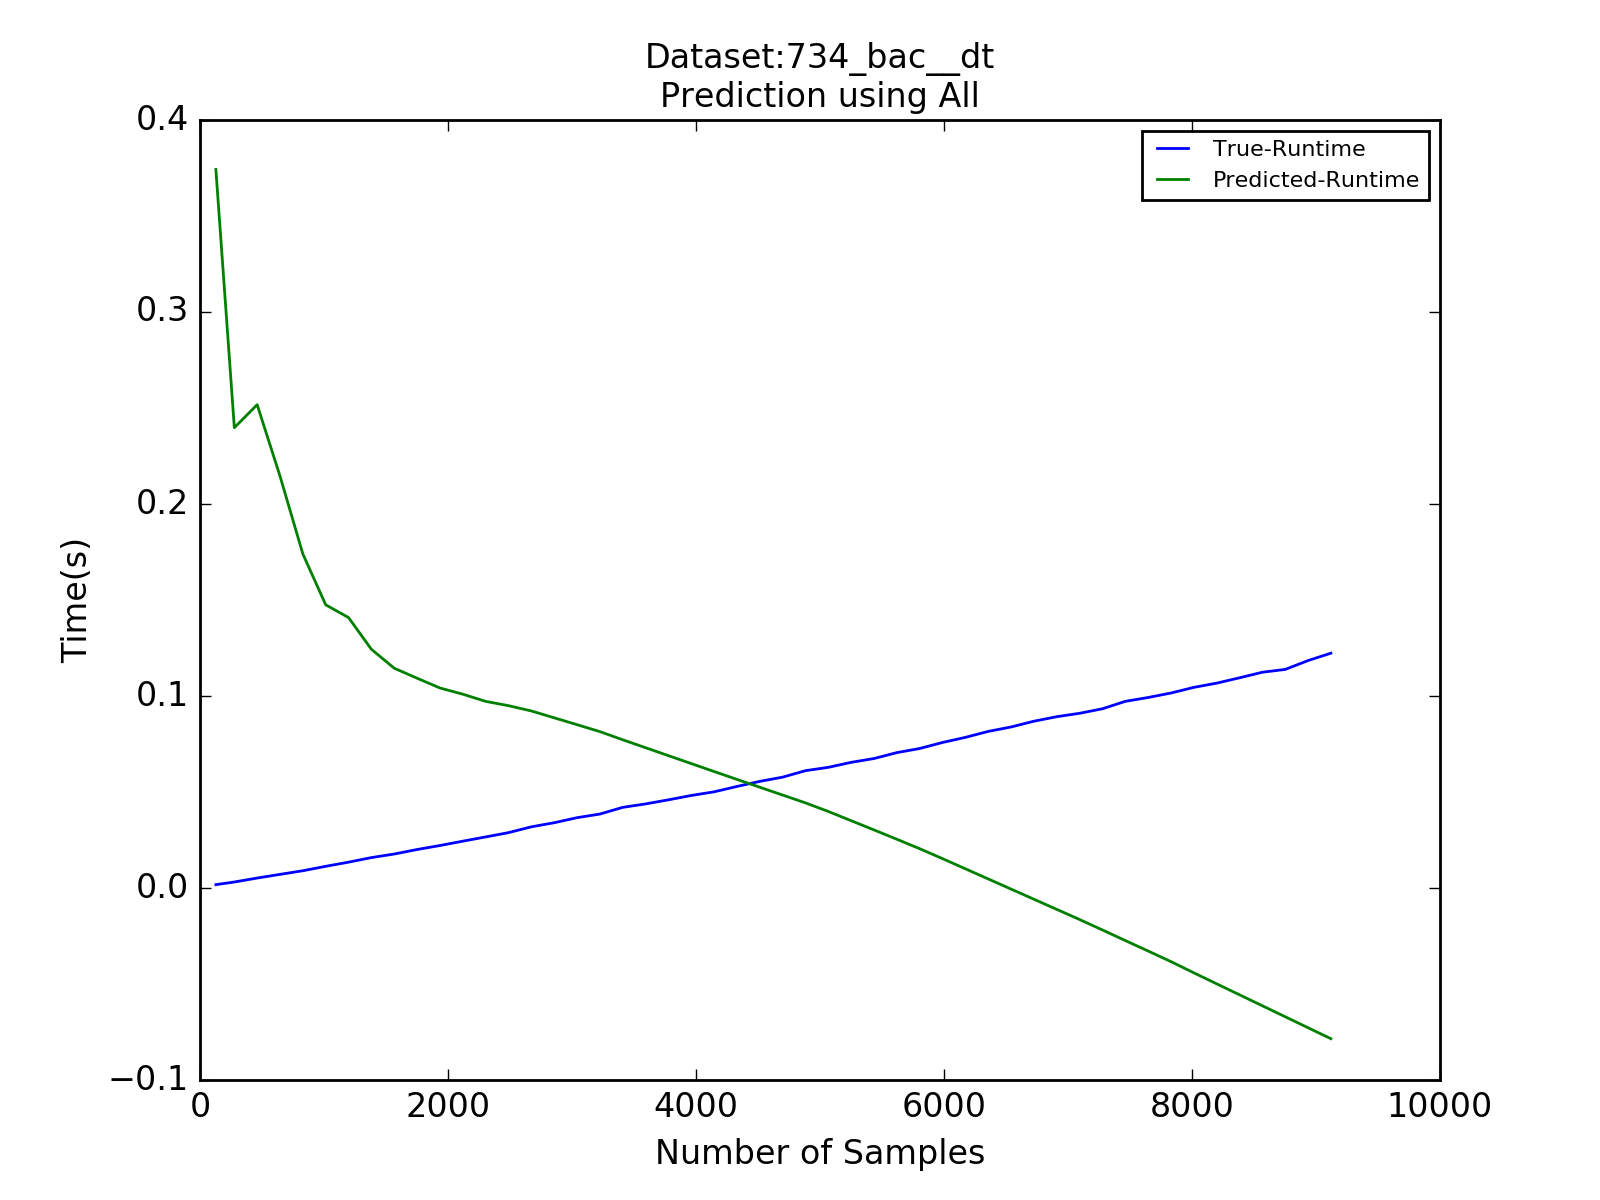 Dataset:734_bac__dt
Prediction using All
0.4
0.3
0.2
0.1
0.0
−0.1
Time(s)
True-Runtime
Predicted-Runtime
0 2000 4000 6000 8000 10000
Number of Samples